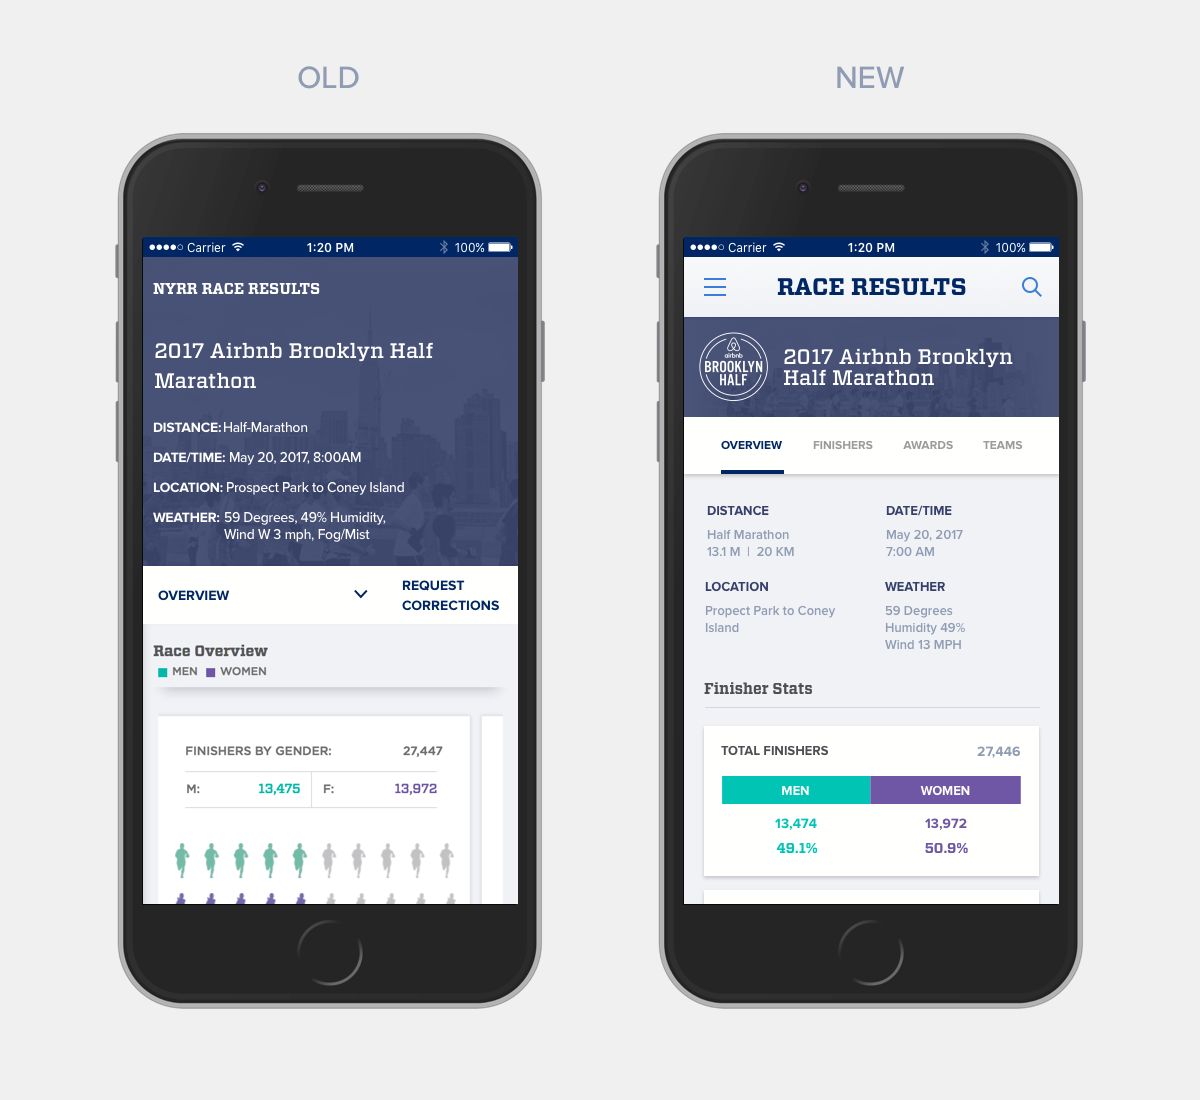 OLD
NEW
Carrier 1:20 PM 100%
NYRR RACE RESULTS
2017 Airbnb Brooklyn Half
Marathon
DISTANCE: Half-Marathon
DATE/TIME: May 20, 2017, 8:00AM
LOCATION: Prospect Park to Coney Island
WEATHER: 59 Degrees, 49% Humidity,
Wind W 3 mph, Fog/Mist
OVERVIEW
REQUEST
CORRECTIONS
Race Overview
MEN WOMEN
FINISHERS BY GENDER: 27,447
M: 13,475 F: 13,972
Carrier 1:20 PM 100%
RACE RESULTS
airbnb
BROOKLYN
HALF
2017 Airbnb Brooklyn
Half Marathon
OVERVIEW FINISHERS AWARDS TEAMS
DISTANCE
Half Marathon
13.1 M | 20 KM
DATE/TIME
May 20, 2017
7:00 AM
LOCATION
Propect Park to Coney
Island
WEATHER
59 Degrees
Humidity 49%
Wind 13 MPH
Finisher Stats
TOTAL FINISHERS 27,446
MEN WOMEN
13,474 13,972
49.1% 50.9%